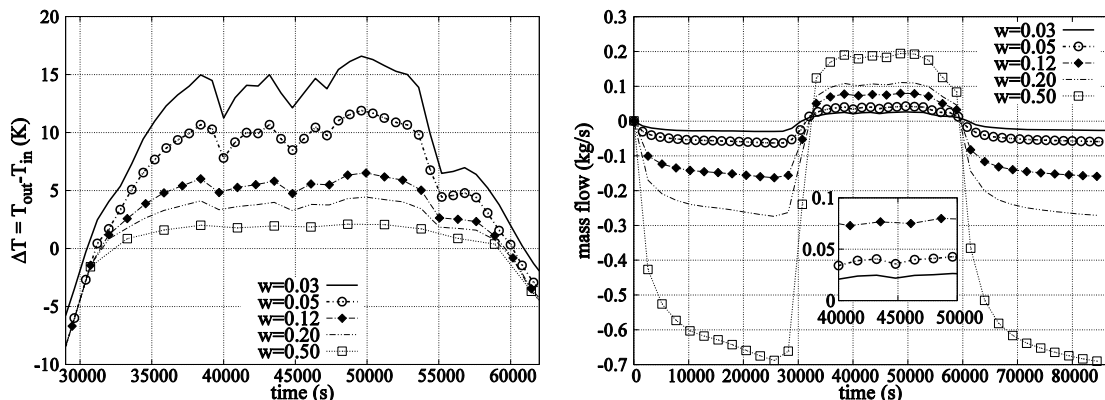 20
15
10
5
0
-5
-10
ΔT = T_out-T_in (K)
w=0.03
w=0.05
w=0.12
w=0.20
w=0.50
30000 35000 40000 45000 50000 55000 60000
time (s)
0.3
0.2
0.1
0
-0.1
-0.2
-0.3
-0.4
-0.5
-0.6
-0.7
mass flow (kg/s)
w=0.03
w=0.05
w=0.12
w=0.20
w=0.50
0.1
0.05
0
40000 45000 50000
0 10000 20000 30000 40000 50000 60000 70000 80000
time (s)